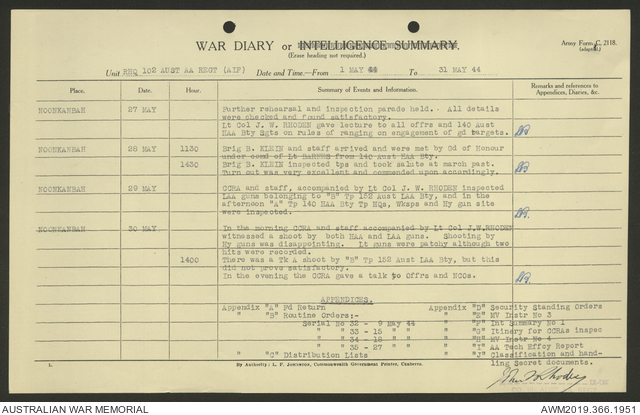 WAR DIARY or INTELLIGENCE SUMMARY.
(Erase heading not required.)
Army Form C. 2118.
(adapted)
Unit RHQ 102 AUST AA REGT (AIF) Date and Time.—From 1 MAY 44 To 31 MAY 44
Place. Date. Hour. Summary of Events and Information. Remarks and references to Appendices, Diaries, &c.
NOONKANBAH 27 MAY Further rehearsal and inspection parade held. All details
were checked and found satisfactory.
Lt Col J. W. RHODEN gave lecture to all offrs and 140 Aust
HAA Bty Sgts on rules of ranging on engagement of gd targets.
NOONKANBAH 28 MAY 1130 Brig B. KLEIN and staff arrived and were met by Gd of Honour
under comd of Lt BARNES from 140 Aust HAA Bty.
1430 Brig B. KLEIN inspected tps and took salute at march past.
Turn out was very excellent and commended upon accordingly.
NOONKANBAH 29 MAY CCRA and staff, accompanied by Lt Col J. W. RHODEN inspected
LAA guns belonging to "B" Tp 152 Aust LAA Bty, and in the
afternoon "A" Tp 140 HAA Bty Tp HQs, Wksps and Hy gun site
were inspected.
NOONKANBAH 30 MAY In the morning CCRA and staff accompanied by Lt Col J.W.RHODEN
witnessed a shoot by both HAA and LAA guns. Shooting by
Hy guns was disappointing. Lt guns were patchy although two
hits were recorded.
1400 There was a Tk A shoot by "B" Tp 152 Aust LAA Bty, but this
did not prove satisfactory.
In the evening the CCRA gave a talk to Offrs and NCOs.
APPENDICES.
Appendix "A" Fd Return Appendix "D" Security Standing Orders
" "B" Routine Orders:- " "E" MV Instr No 3
Serial No 32 - 9 May 44 " "F" Int Summary No 1
" " 33 - 15 " " " "G" Itinery for CCRAs inspec
" " 34 - 18 " " " "H" MV Instr No 4
" " 35 - 27 " " " "I" AA Tech Effoy Report
" "C" Distribution Lists " "J" Classification and hand-
ling Secret documents.
By Authority: L. F. Johnston, Commonwealth Government Printer, Canberra.
AUSTRALIAN WAR MEMORIAL AWM2019.366.1951